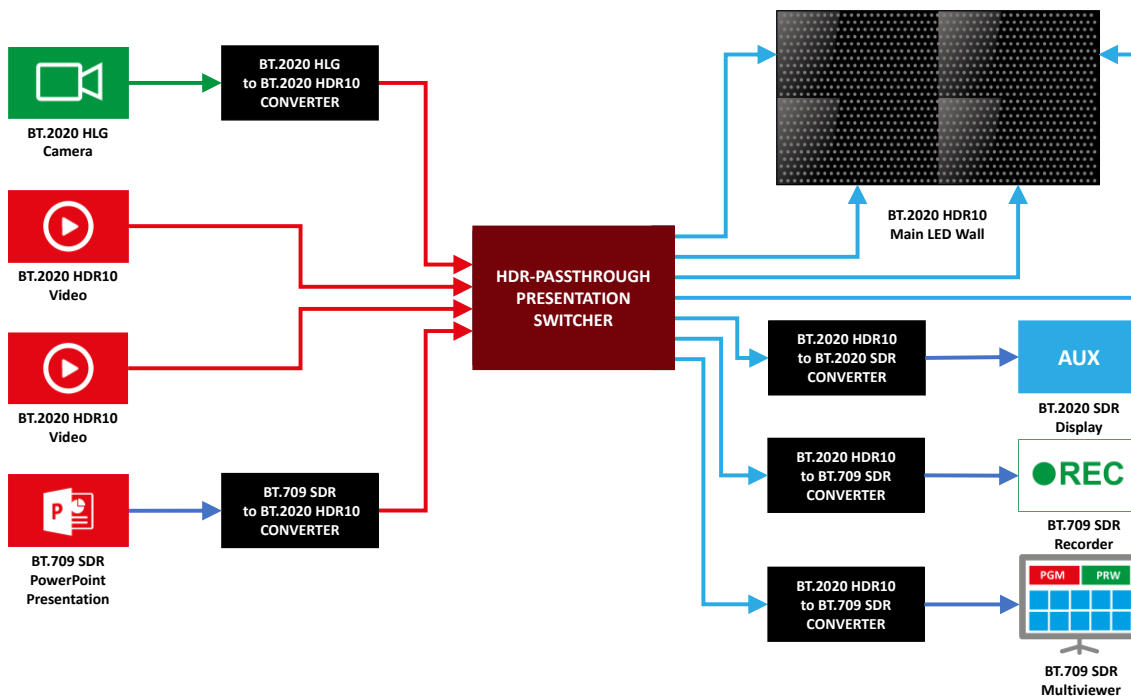 BT.2020 HLG
Camera
BT.2020 HLG
to BT.2020 HDR10
CONVERTER
BT.2020 HDR10
Video
BT.2020 HDR10
Video
P
BT.709 SDR
PowerPoint
Presentation
BT.709 SDR
to BT.2020 HDR10
CONVERTER
HDR-PASSTHROUGH
PRESENTATION
SWITCHER
BT.2020 HDR10
Main LED Wall
BT.2020 HDR10
to BT.2020 SDR
CONVERTER
AUX
BT.2020 SDR
Display
BT.2020 HDR10
to BT.709 SDR
CONVERTER
REC
BT.709 SDR
Recorder
BT.2020 HDR10
to BT.709 SDR
CONVERTER
PGM PRW
BT.709 SDR
Multiviewer